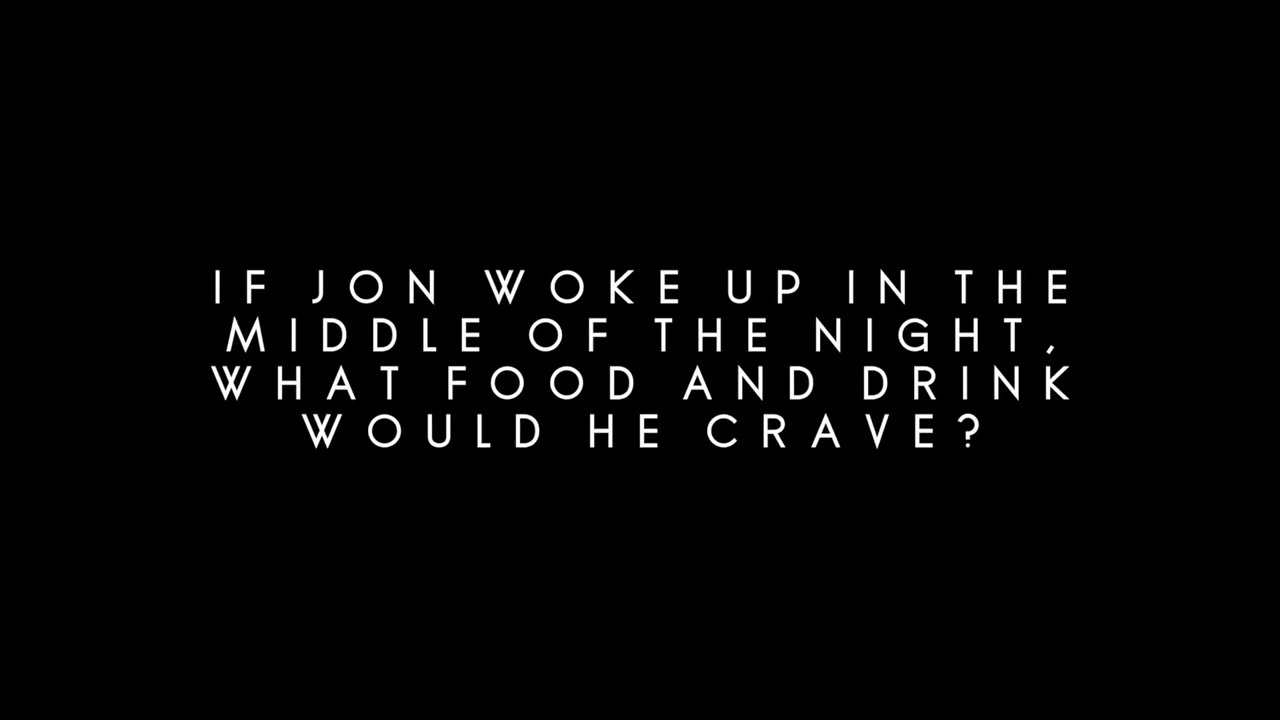 IF JON WOKE UP IN THE
MIDDLE OF THE NIGHT,
WHAT FOOD AND DRINK
WOULD HE CRAVE?